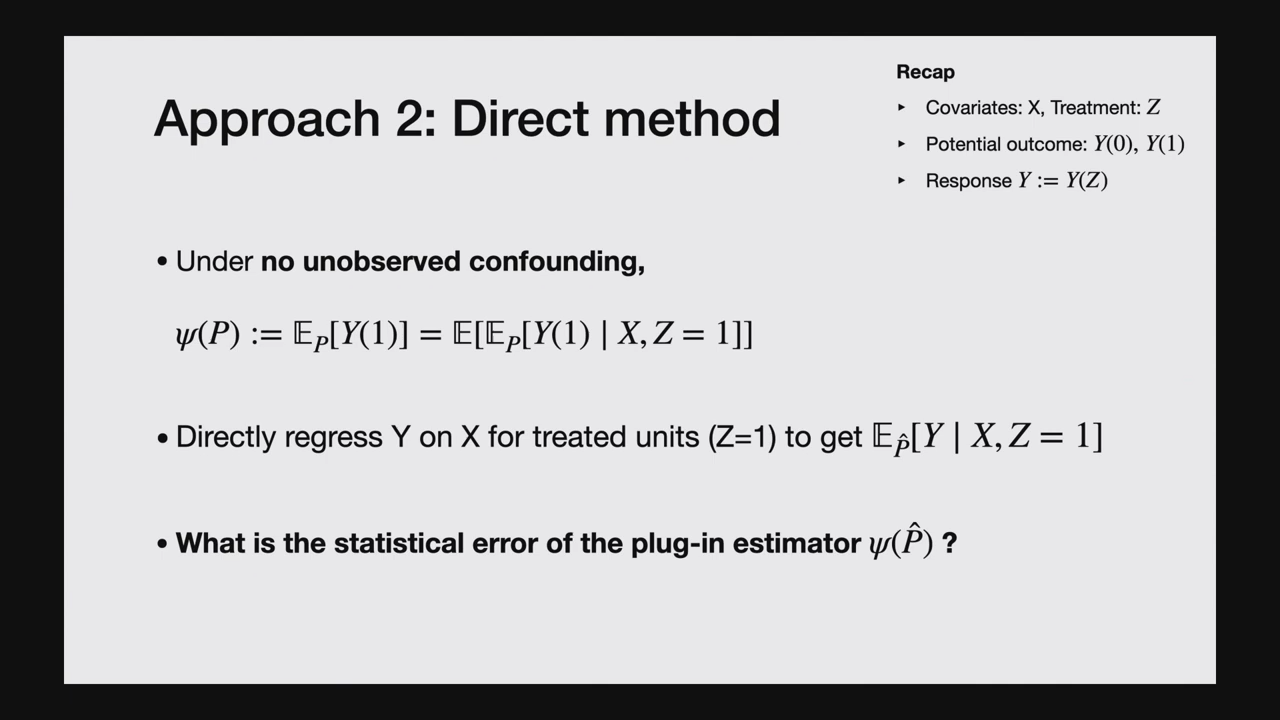 Recap
▸ Covariates: X, Treatment: Z
▸ Potential outcome: Y(0), Y(1)
▸ Response Y := Y(Z)
Approach 2: Direct method
• Under no unobserved confounding,
ψ(P) := 𝔼_P[Y(1)] = 𝔼[𝔼_P[Y(1) | X, Z = 1]]
• Directly regress Y on X for treated units (Z=1) to get 𝔼_P̂[Y | X, Z = 1]
• What is the statistical error of the plug-in estimator ψ(P̂) ?